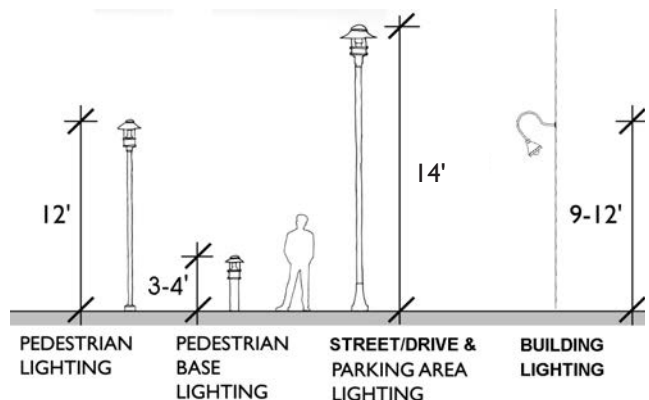 12'
3-4'
14'
9-12'
PEDESTRIAN
LIGHTING
PEDESTRIAN
BASE
LIGHTING
STREET/DRIVE &
PARKING AREA
LIGHTING
BUILDING
LIGHTING